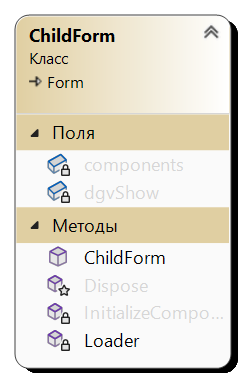 ChildForm
Класс
Form
Поля
components
dgvShow
Методы
ChildForm
Dispose
InitializeCompo...
Loader